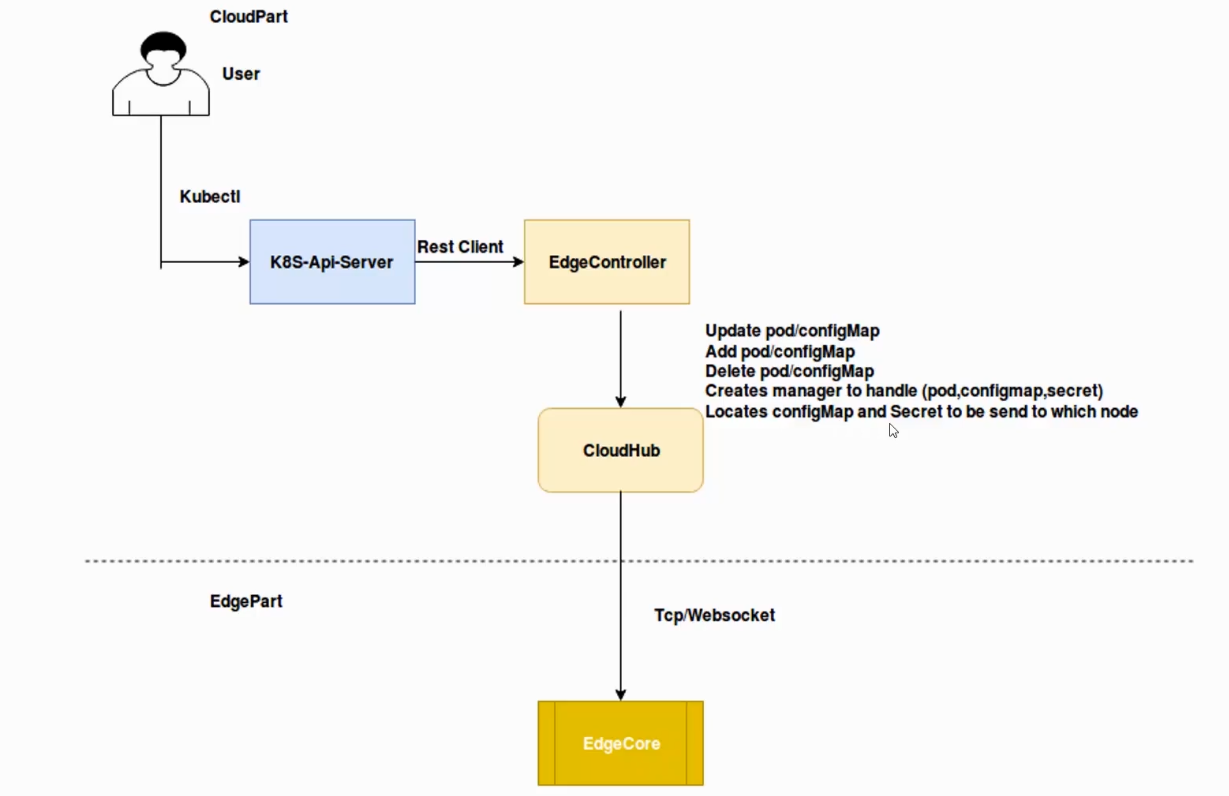 CloudPart
User
Kubectl
K8S-Api-Server
Rest Client
EdgeController
Update pod/configMap
Add pod/configMap
Delete pod/configMap
Creates manager to handle (pod,configmap,secret)
Locates configMap and Secret to be send to which node
CloudHub
EdgePart
Tcp/Websocket
EdgeCore